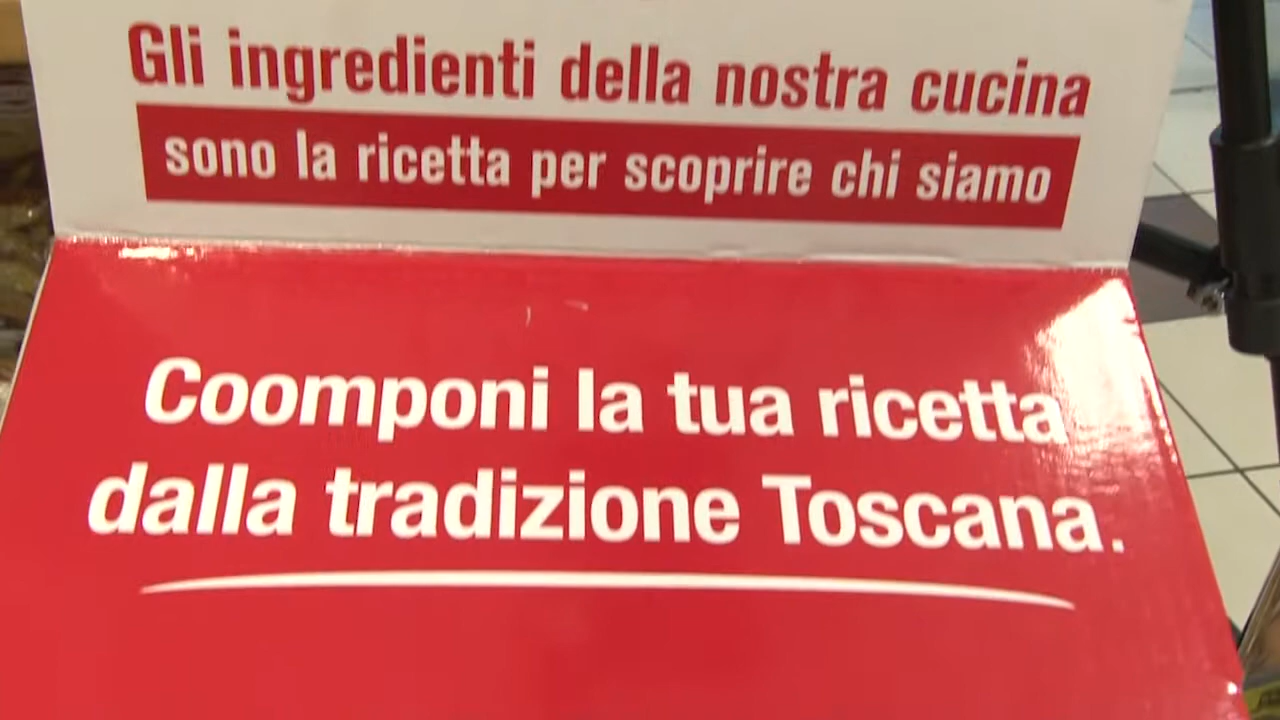 Gli ingredienti della nostra cucina
sono la ricetta per scoprire chi siamo
Coomponi la tua ricetta
dalla tradizione Toscana.